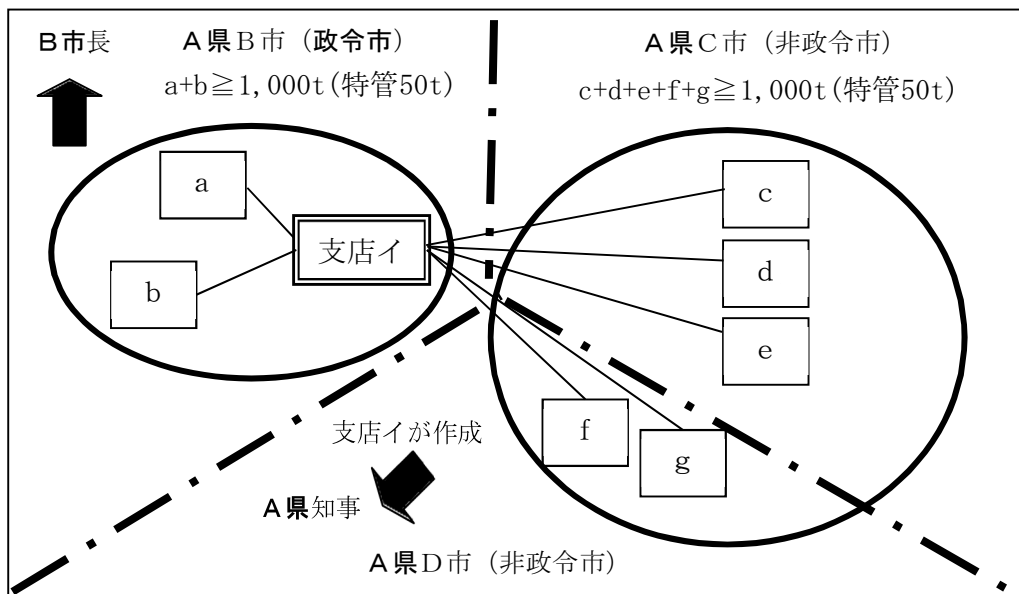 B市長
A県B市（政令市）
a+b≧1,000t(特管50t)
A県C市（非政令市）
c+d+e+f+g≧1,000t(特管50t)
a
b
支店イ
c
d
e
f
g
支店イが作成
A県知事
A県D市（非政令市）